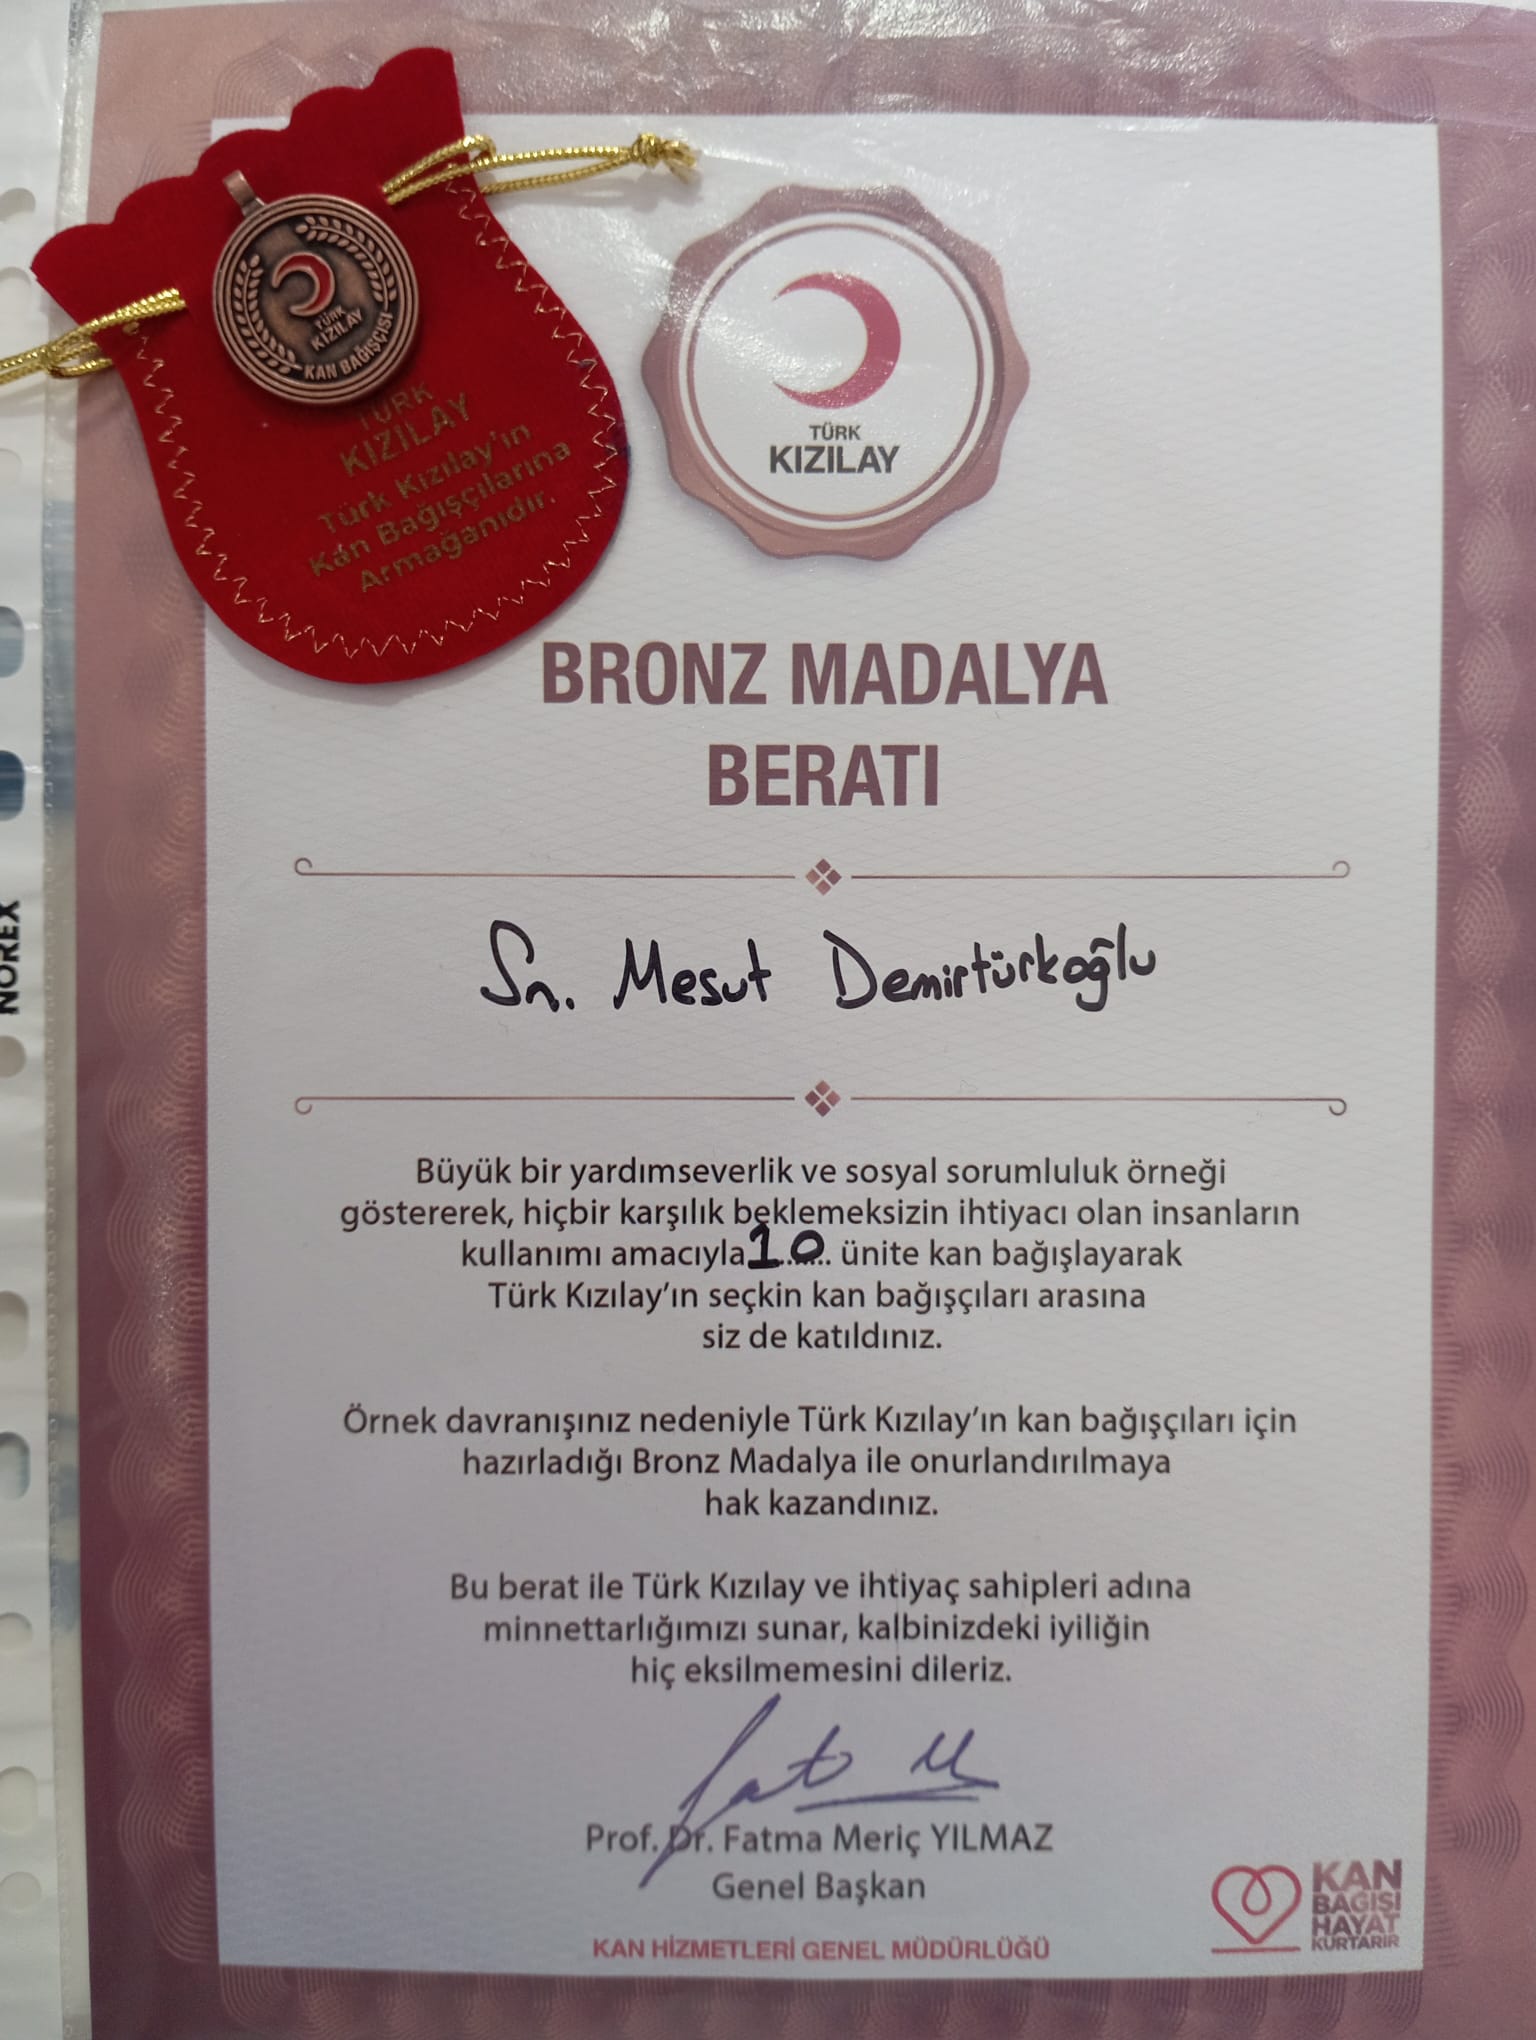 TÜRK
KIZILAY
KAN BAĞIŞÇISI
TÜRK
KIZILAY
Türk Kızılay'ın
Kan Bağışçılarına
Armağanıdır.
TÜRK
KIZILAY
BRONZ MADALYA
BERATI
NOREX
Sn. Mesut Demirtürkoğlu
Büyük bir yardımseverlik ve sosyal sorumluluk örneği
göstererek, hiçbir karşılık beklemeksizin ihtiyacı olan insanların
kullanımı amacıyla 10 ünite kan bağışlayarak
Türk Kızılay'ın seçkin kan bağışçıları arasına
siz de katıldınız.
Örnek davranışınız nedeniyle Türk Kızılay'ın kan bağışçıları için
hazırladığı Bronz Madalya ile onurlandırılmaya
hak kazandınız.
Bu berat ile Türk Kızılay ve ihtiyaç sahipleri adına
minnettarlığımızı sunar, kalbinizdeki iyiliğin
hiç eksilmemesini dileriz.
Prof. Dr. Fatma Meriç YILMAZ
Genel Başkan
KAN HİZMETLERİ GENEL MÜDÜRLÜĞÜ
KAN
BAĞIŞI
HAYAT
KURTARIR